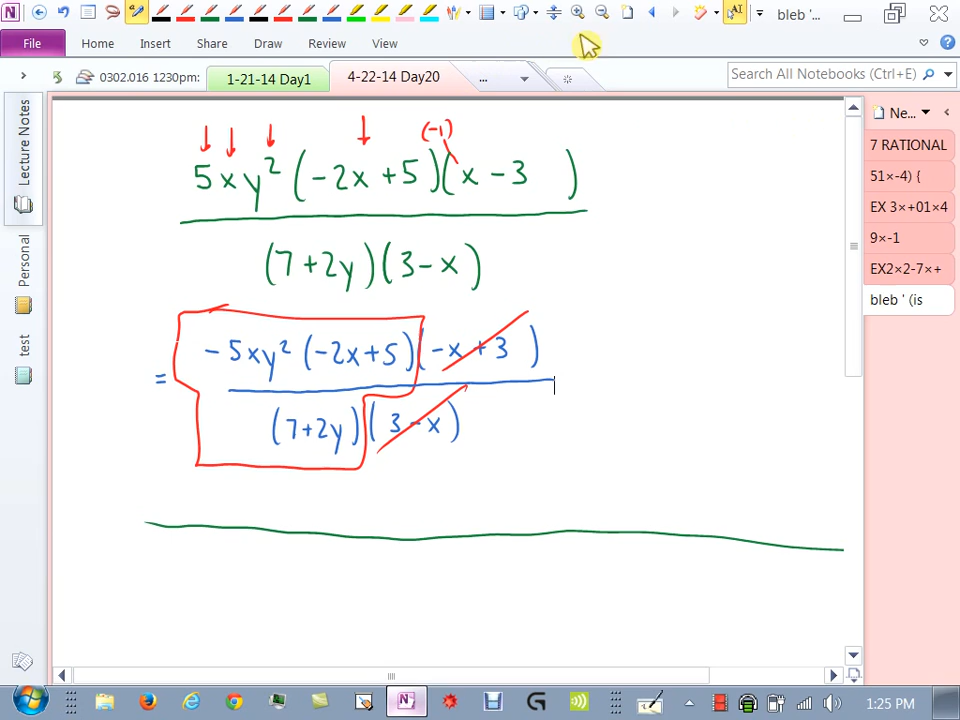 bleb '...
File Home Insert Share Draw Review View
0302.016 1230pm: 1-21-14 Day1 4-22-14 Day20 ... Search All Notebooks (Ctrl+E)
Lecture Notes
Personal
test
Ne...
7 RATIONAL
51×-4) {
EX 3×+01×4
9×-1
EX2×2-7×+
bleb ' (is
(-1)
5xy² (-2x+5)(x-3 )
(7+2y)(3-x)
= -5xy² (-2x+5)(-x+3 )
(7+2y)(3-x)
1:25 PM